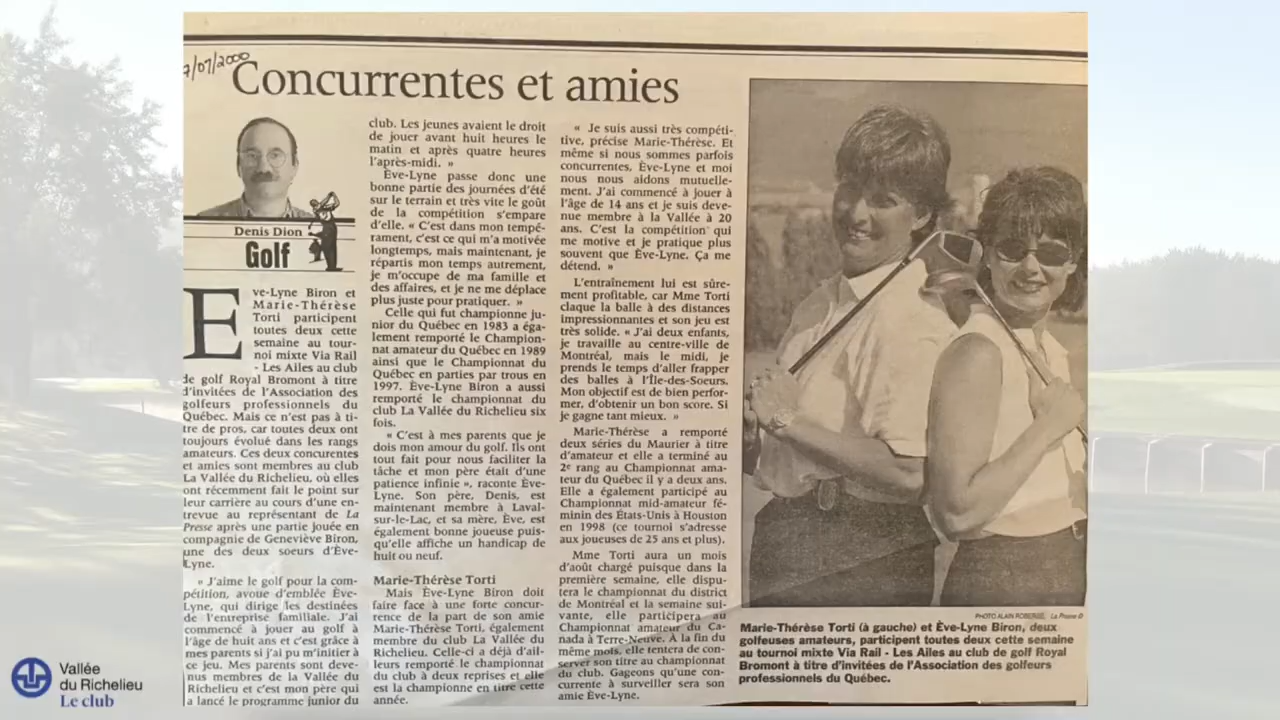 7/07/2000
Concurrentes et amies
Denis Dion
Golf
Eve-Lyne Biron et
Marie-Thérèse
Torti participent
toutes deux cette
semaine au tour-
noi mixte Via Rail
- Les Ailes au club
de golf Royal Bromont à titre
d'invitées de l'Association des
golfeurs professionnels du
Québec. Mais ce n'est pas à ti-
tre de pros, car toutes deux ont
toujours évolué dans les rangs
amateurs. Ces deux concurentes
et amies sont membres au club
La Vallée du Richelieu, où elles
ont récemment fait le point sur
leur carrière au cours d'une en-
trevue au représentant de La
Presse après une partie jouée en
compagnie de Geneviève Biron,
une des deux soeurs d'Ève-
Lyne.
« J'aime le golf pour la com-
pétition, avoue d'emblée Ève-
Lyne, qui dirige les destinées
de l'entreprise familiale. J'ai
commencé à jouer au golf à
l'âge de huit ans et c'est grâce à
mes parents si j'ai pu m'initier à
ce jeu. Mes parents sont deve-
nus membres de la Vallée du
Richelieu et c'est mon père qui
a lancé le programme junior du
club. Les jeunes avaient le droit
de jouer avant huit heures le
matin et après quatre heures
l'après-midi. »
Ève-Lyne passe donc une
bonne partie des journées d'été
sur le terrain et très vite le goût
de la compétition s'empare
d'elle. « C'est dans mon tempé-
rament, c'est ce qui m'a motivée
longtemps, mais maintenant, je
répartis mon temps autrement,
je m'occupe de ma famille et
des affaires, et je ne me déplace
plus juste pour pratiquer. »
Celle qui fut championne ju-
nior du Québec en 1983 a éga-
lement remporté le Champion-
nat amateur du Québec en 1989
ainsi que le Championnat du
Québec en parties par trous en
1997. Ève-Lyne Biron a aussi
remporté le championnat du
club La Vallée du Richelieu six
fois.
« C'est à mes parents que je
dois mon amour du golf. Ils ont
tout fait pour nous faciliter la
tâche et mon père était d'une
patience infinie », raconte Ève-
Lyne. Son père, Denis, est
maintenant membre à Laval-
sur-le-Lac, et sa mère, Ève, est
également bonne joueuse puis-
qu'elle affiche un handicap de
huit ou neuf.
Marie-Thérèse Torti
Mais Ève-Lyne Biron doit
faire face à une forte concur-
rence de la part de son amie
Marie-Thérèse Torti, également
membre du club La Vallée du
Richelieu. Celle-ci a déjà d'ail-
leurs remporté le championnat
du club à deux reprises et elle
est la championne en titre cette
année.
« Je suis aussi très compéti-
tive, précise Marie-Thérèse. Et
même si nous sommes parfois
concurrentes, Ève-Lyne et moi
nous nous aidons mutuelle-
ment. J'ai commencé à jouer à
l'âge de 14 ans et je suis deve-
nue membre à la Vallée à 20
ans. C'est la compétition qui
me motive et je pratique plus
souvent que Ève-Lyne. Ça me
détend. »
L'entraînement lui est sûre-
ment profitable, car Mme Torti
claque la balle à des distances
impressionnantes et son jeu est
très solide. « J'ai deux enfants,
je travaille au centre-ville de
Montréal, mais le midi, je
prends le temps d'aller frapper
des balles à l'Île-des-Soeurs.
Mon objectif est de bien perfor-
mer, d'obtenir un bon score. Si
je gagne tant mieux. »
Marie-Thérèse a remporté
deux séries du Maurier à titre
d'amateur et elle a terminé au
2e rang au Championnat ama-
teur du Québec il y a deux ans.
Elle a également participé au
Championnat mid-amateur fé-
minin des États-Unis à Houston
en 1998 (ce tournoi s'adresse
aux joueuses de 25 ans et plus).
Mme Torti aura un mois
d'août chargé puisque dans la
première semaine, elle dispu-
tera le championnat du district
de Montréal et la semaine sui-
vante, elle participera au
Championnat amateur du Ca-
nada à Terre-Neuve. À la fin du
même mois, elle tentera de con-
server son titre au championnat
du club. Gageons qu'une con-
currente à surveiller sera son
amie Ève-Lyne.
PHOTO ALAIN ROBERGE, La Presse ©
Marie-Thérèse Torti (à gauche) et Ève-Lyne Biron, deux
golfeuses amateurs, participent toutes deux cette semaine
au tournoi mixte Via Rail - Les Ailes au club de golf Royal
Bromont à titre d'invitées de l'Association des golfeurs
professionnels du Québec.
Vallée
du Richelieu
Le club